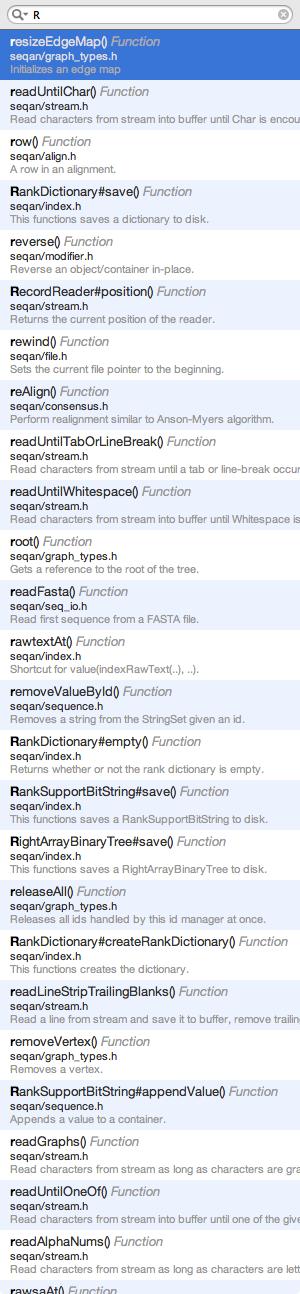 R
resizeEdgeMap() Function
seqan/graph_types.h
Initializes an edge map
readUntilChar() Function
seqan/stream.h
Read characters from stream into buffer until Char is encou
row() Function
seqan/align.h
A row in an alignment.
RankDictionary#save() Function
seqan/index.h
This functions saves a dictionary to disk.
reverse() Function
seqan/modifier.h
Reverse an object/container in-place.
RecordReader#position() Function
seqan/stream.h
Returns the current position of the reader.
rewind() Function
seqan/file.h
Sets the current file pointer to the beginning.
reAlign() Function
seqan/consensus.h
Perform realignment similar to Anson-Myers algorithm.
readUntilTabOrLineBreak() Function
seqan/stream.h
Read characters from stream until a tab or line-break occur
readUntilWhitespace() Function
seqan/stream.h
Read characters from stream into buffer until Whitespace is
root() Function
seqan/graph_types.h
Gets a reference to the root of the tree.
readFasta() Function
seqan/seq_io.h
Read first sequence from a FASTA file.
rawtextAt() Function
seqan/index.h
Shortcut for value(indexRawText(..), ..).
removeValueById() Function
seqan/sequence.h
Removes a string from the StringSet given an id.
RankDictionary#empty() Function
seqan/index.h
Returns whether or not the rank dictionary is empty.
RankSupportBitString#save() Function
seqan/index.h
This functions saves a RankSupportBitString to disk.
RightArrayBinaryTree#save() Function
seqan/index.h
This functions saves a RightArrayBinaryTree to disk.
releaseAll() Function
seqan/graph_types.h
Releases all ids handled by this id manager at once.
RankDictionary#createRankDictionary() Function
seqan/index.h
This functions creates the dictionary.
readLineStripTrailingBlanks() Function
seqan/stream.h
Read a line from stream and save it to buffer, remove trailin
removeVertex() Function
seqan/graph_types.h
Removes a vertex.
RankSupportBitString#appendValue() Function
seqan/sequence.h
Appends a value to a container.
readGraphs() Function
seqan/stream.h
Read characters from stream as long as characters are gra
readUntilOneOf() Function
seqan/stream.h
Read characters from stream into buffer until one of the give
readAlphaNums() Function
seqan/stream.h
Read characters from stream as long as characters are lett
rawsaAt() Function